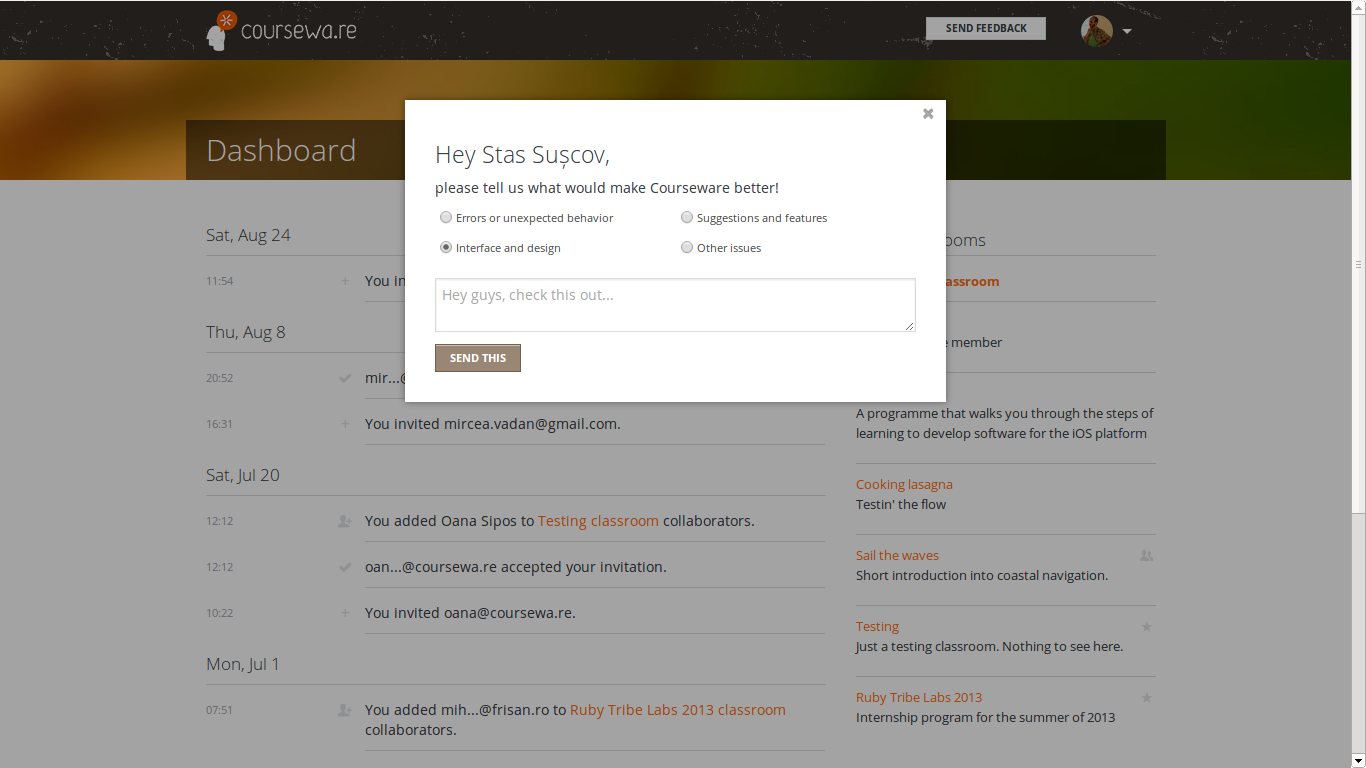 coursewa.re
SEND FEEDBACK
Dashboard
Hey Stas Sușcov,
please tell us what would make Courseware better!
Errors or unexpected behavior
Suggestions and features
Interface and design
Other issues
Hey guys, check this out...
SEND THIS
Sat, Aug 24
11:54
You in
Thu, Aug 8
20:52
mir...@
16:31
You invited mircea.vadan@gmail.com.
Sat, Jul 20
12:12
You added Oana Sipos to Testing classroom collaborators.
12:12
oan...@coursewa.re accepted your invitation.
10:22
You invited oana@coursewa.re.
Mon, Jul 1
07:51
You added mih...@frisan.ro to Ruby Tribe Labs 2013 classroom
collaborators.
ooms
assroom
e member
A programme that walks you through the steps of
learning to develop software for the iOS platform
Cooking lasagna
Testin' the flow
Sail the waves
Short introduction into coastal navigation.
Testing
Just a testing classroom. Nothing to see here.
Ruby Tribe Labs 2013
Internship program for the summer of 2013